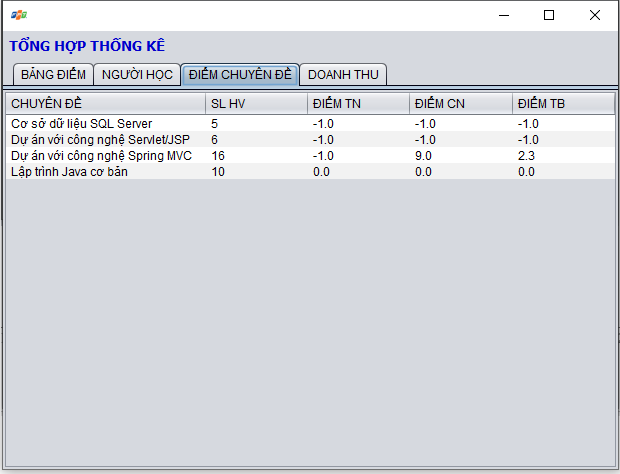 FPT
TỔNG HỢP THỐNG KÊ
BẢNG ĐIỂM NGƯỜI HỌC ĐIỂM CHUYÊN ĐỀ DOANH THU
CHUYÊN ĐỀ SL HV ĐIỂM TN ĐIỂM CN ĐIỂM TB
Cơ sở dữ liệu SQL Server 5 -1.0 -1.0 -1.0
Dự án với công nghệ Servlet/JSP 6 -1.0 -1.0 -1.0
Dự án với công nghệ Spring MVC 16 -1.0 9.0 2.3
Lập trình Java cơ bản 10 0.0 0.0 0.0